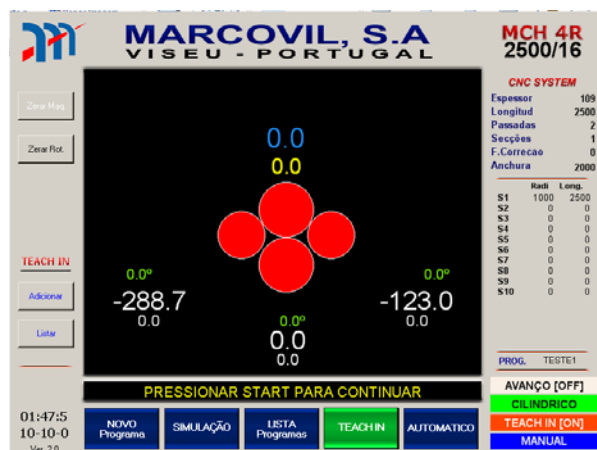 MARCOVIL, S.A
VISEU - PORTUGAL
MCH 4R
2500/16
CNC SYSTEM
Espessor 109
Longitud 2500
Passadas 2
Secções 1
F.Correcao 0
Anchura 2000
Radi Long.
S1 1000 2500
S2 0 0
S3 0 0
S4 0 0
S5 0 0
S6 0 0
S7 0 0
S8 0 0
S9 0 0
S10 0 0
PROG. TESTE1
Zerar Maq.
Zerar Rot.
TEACH IN
Adicionar
Listar
0.0
0.0
0.0º
-288.7
0.0
0.0º
0.0
0.0
0.0º
-123.0
0.0
PRESSIONAR START PARA CONTINUAR
AVANÇO [OFF]
CILINDRICO
TEACH IN [ON]
MANUAL
01:47:5
10-10-0
Ver. 2.0
NOVO
Programa
SIMULAÇÃO
LISTA
Programas
TEACH IN
AUTOMATICO